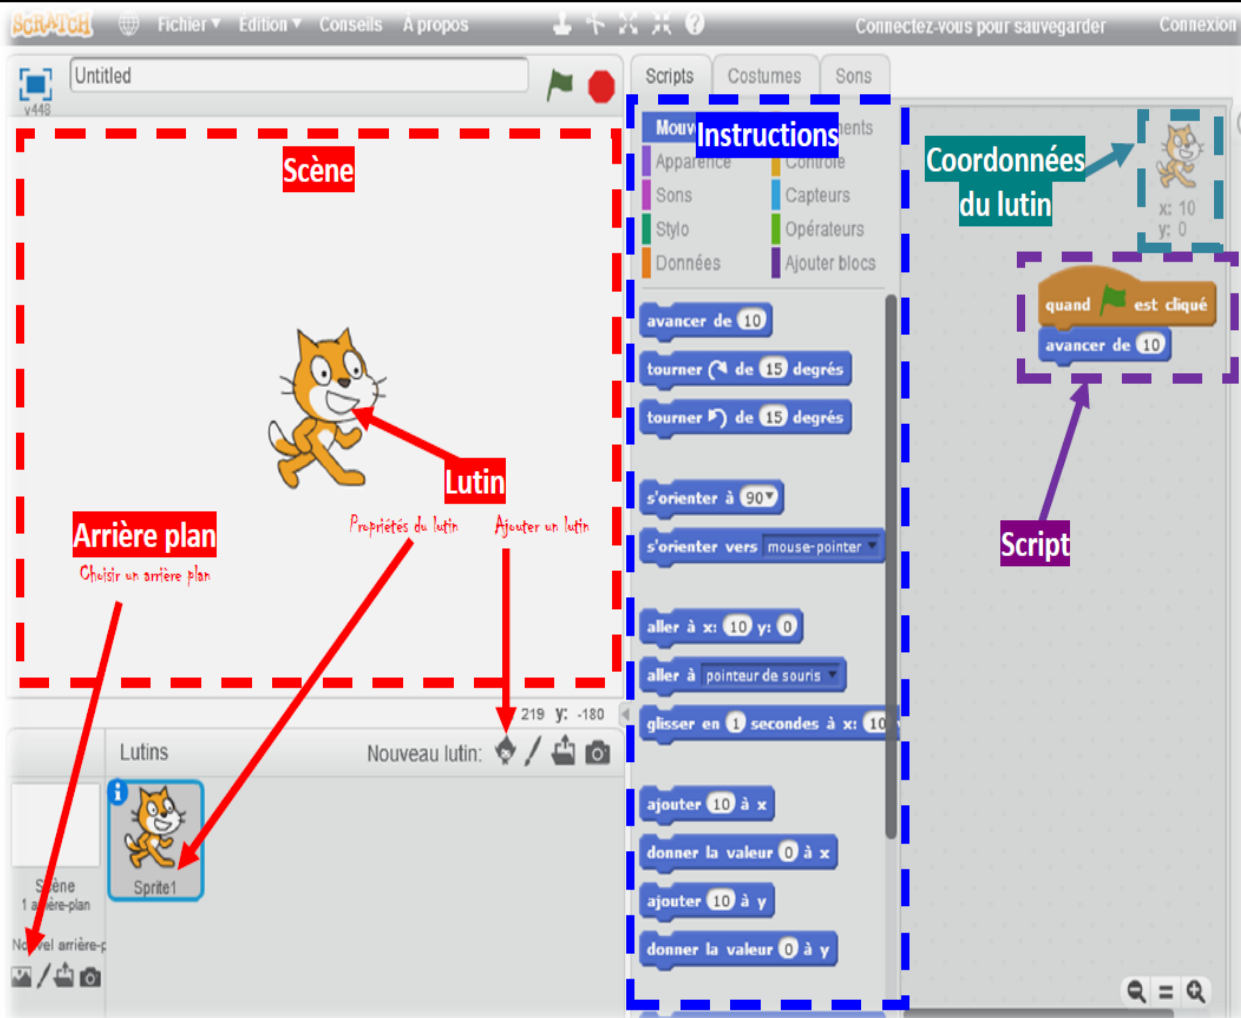 SCRATCH Fichier Édition Conseils À propos Connectez-vous pour sauvegarder Connexion
v448
Untitled
Scène
Lutin
Propriétés du lutin Ajouter un lutin
Arrière plan
Choisir un arrière plan
219 y: -180
Lutins Nouveau lutin:
Sprite1
Scène
1 arrière-plan
Nouvel
Scripts Costumes Sons
Instructions
Apparence Contrôle
Sons Capteurs
Stylo Opérateurs
Données Ajouter blocs
avancer de 10
tourner de 15 degrés
tourner de 15 degrés
s'orienter à 90
s'orienter vers mouse-pointer
aller à x: 10 y: 0
aller à pointeur de souris
glisser en 1 secondes à x: 10
ajouter 10 à x
donner la valeur 0 à x
ajouter 10 à y
donner la valeur 0 à y
Coordonnées
du lutin
x: 10
y: 0
quand est cliqué
avancer de 10
Script